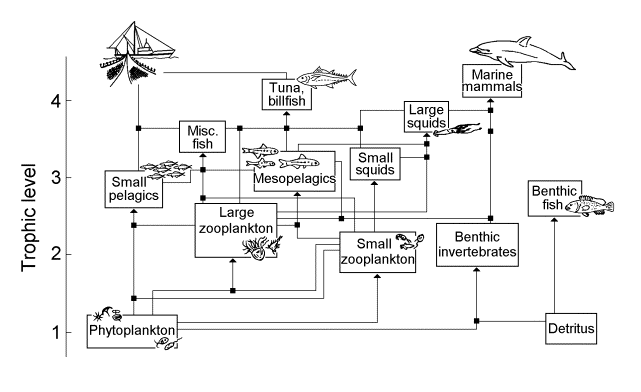 Trophic level
4
3
2
1
Tuna,
billfish
Marine
mammals
Large
squids
Misc.
fish
Small
squids
Mesopelagics
Small
pelagics
Benthic
fish
Large
zooplankton
Small
zooplankton
Benthic
invertebrates
Phytoplankton
Detritus